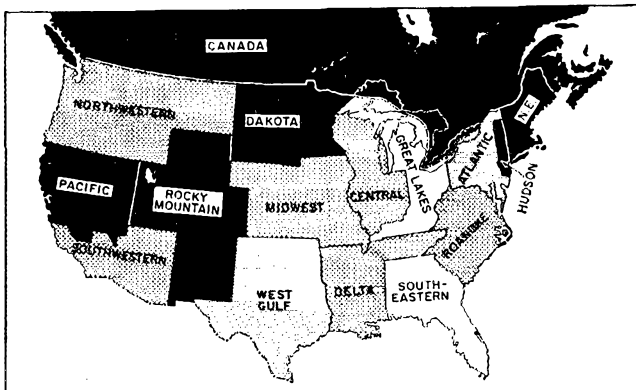 CANADA
NORTHWESTERN
DAKOTA
N.E.
GREAT LAKES
ATLANTIC
HUDSON
PACIFIC
ROCKY
MOUNTAIN
MIDWEST
CENTRAL
ROANOKE
SOUTHWESTERN
WEST
GULF
DELTA
SOUTH-
EASTERN